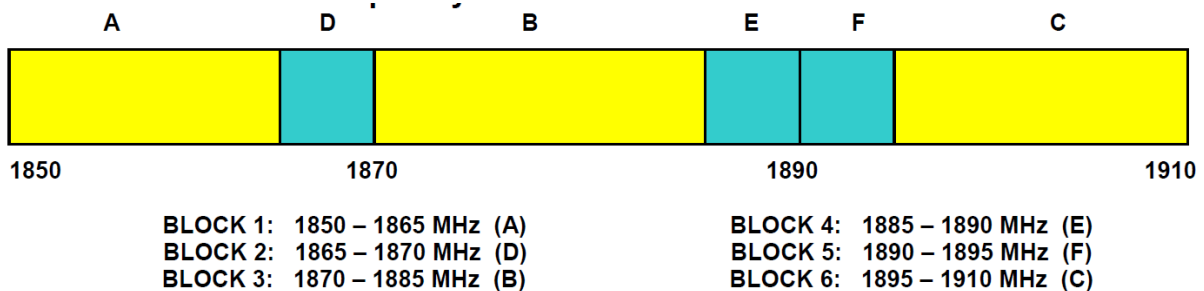 A D B E F C
1850 1870 1890 1910
BLOCK 1: 1850 – 1865 MHz (A) BLOCK 4: 1885 – 1890 MHz (E)
BLOCK 2: 1865 – 1870 MHz (D) BLOCK 5: 1890 – 1895 MHz (F)
BLOCK 3: 1870 – 1885 MHz (B) BLOCK 6: 1895 – 1910 MHz (C)